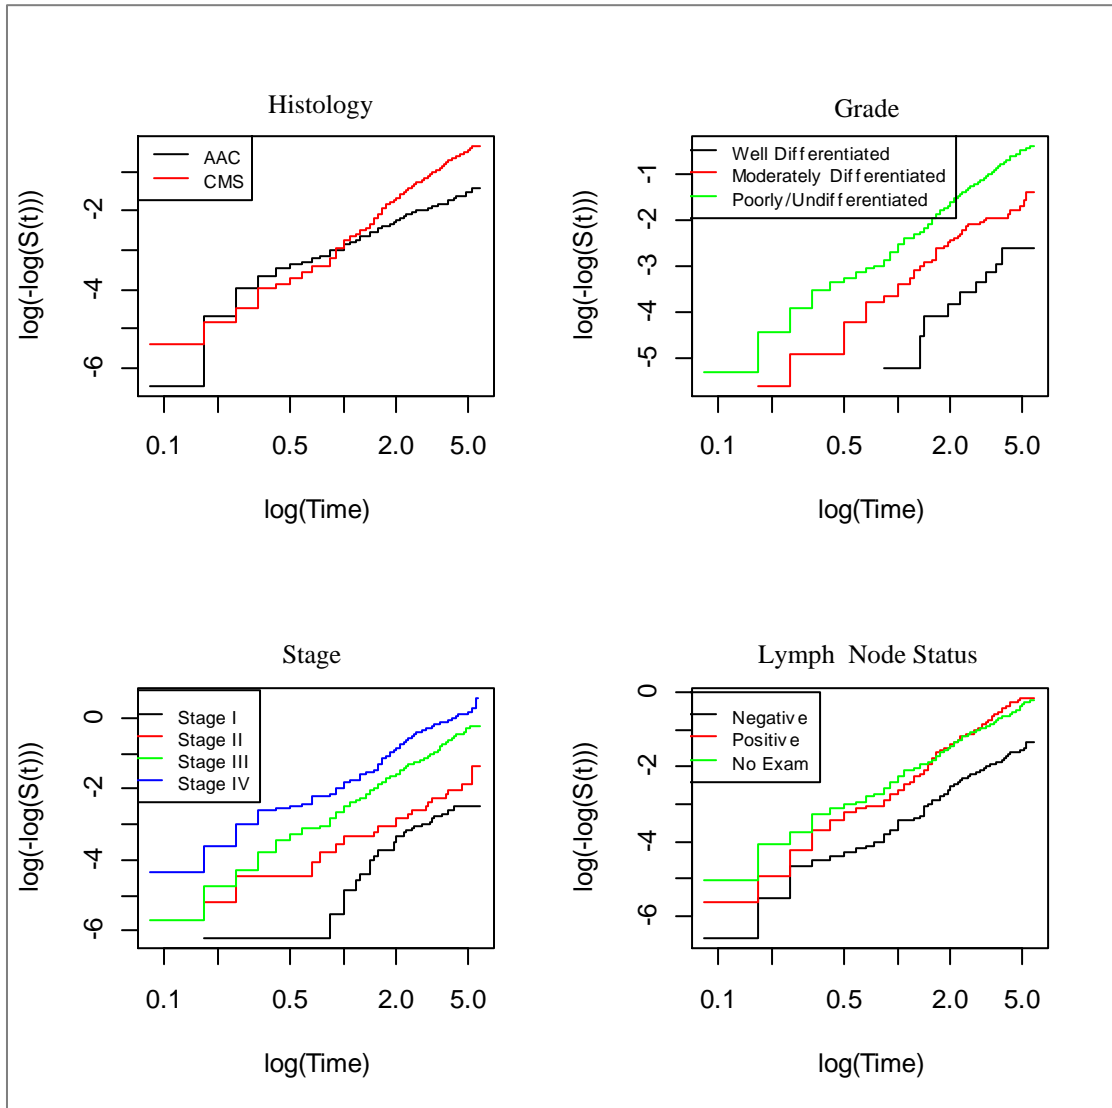 Histology
AAC
CMS
log(-log(S(t)))
-2
-4
-6
0.1 0.5 2.0 5.0
log(Time)
Grade
Well Differentiated
Moderately Differentiated
Poorly/Undifferentiated
log(-log(S(t)))
-1
-2
-3
-4
-5
0.1 0.5 2.0 5.0
log(Time)
Stage
Stage I
Stage II
Stage III
Stage IV
log(-log(S(t)))
0
-2
-4
-6
0.1 0.5 2.0 5.0
log(Time)
Lymph Node Status
Negative
Positive
No Exam
log(-log(S(t)))
0
-2
-4
-6
0.1 0.5 2.0 5.0
log(Time)